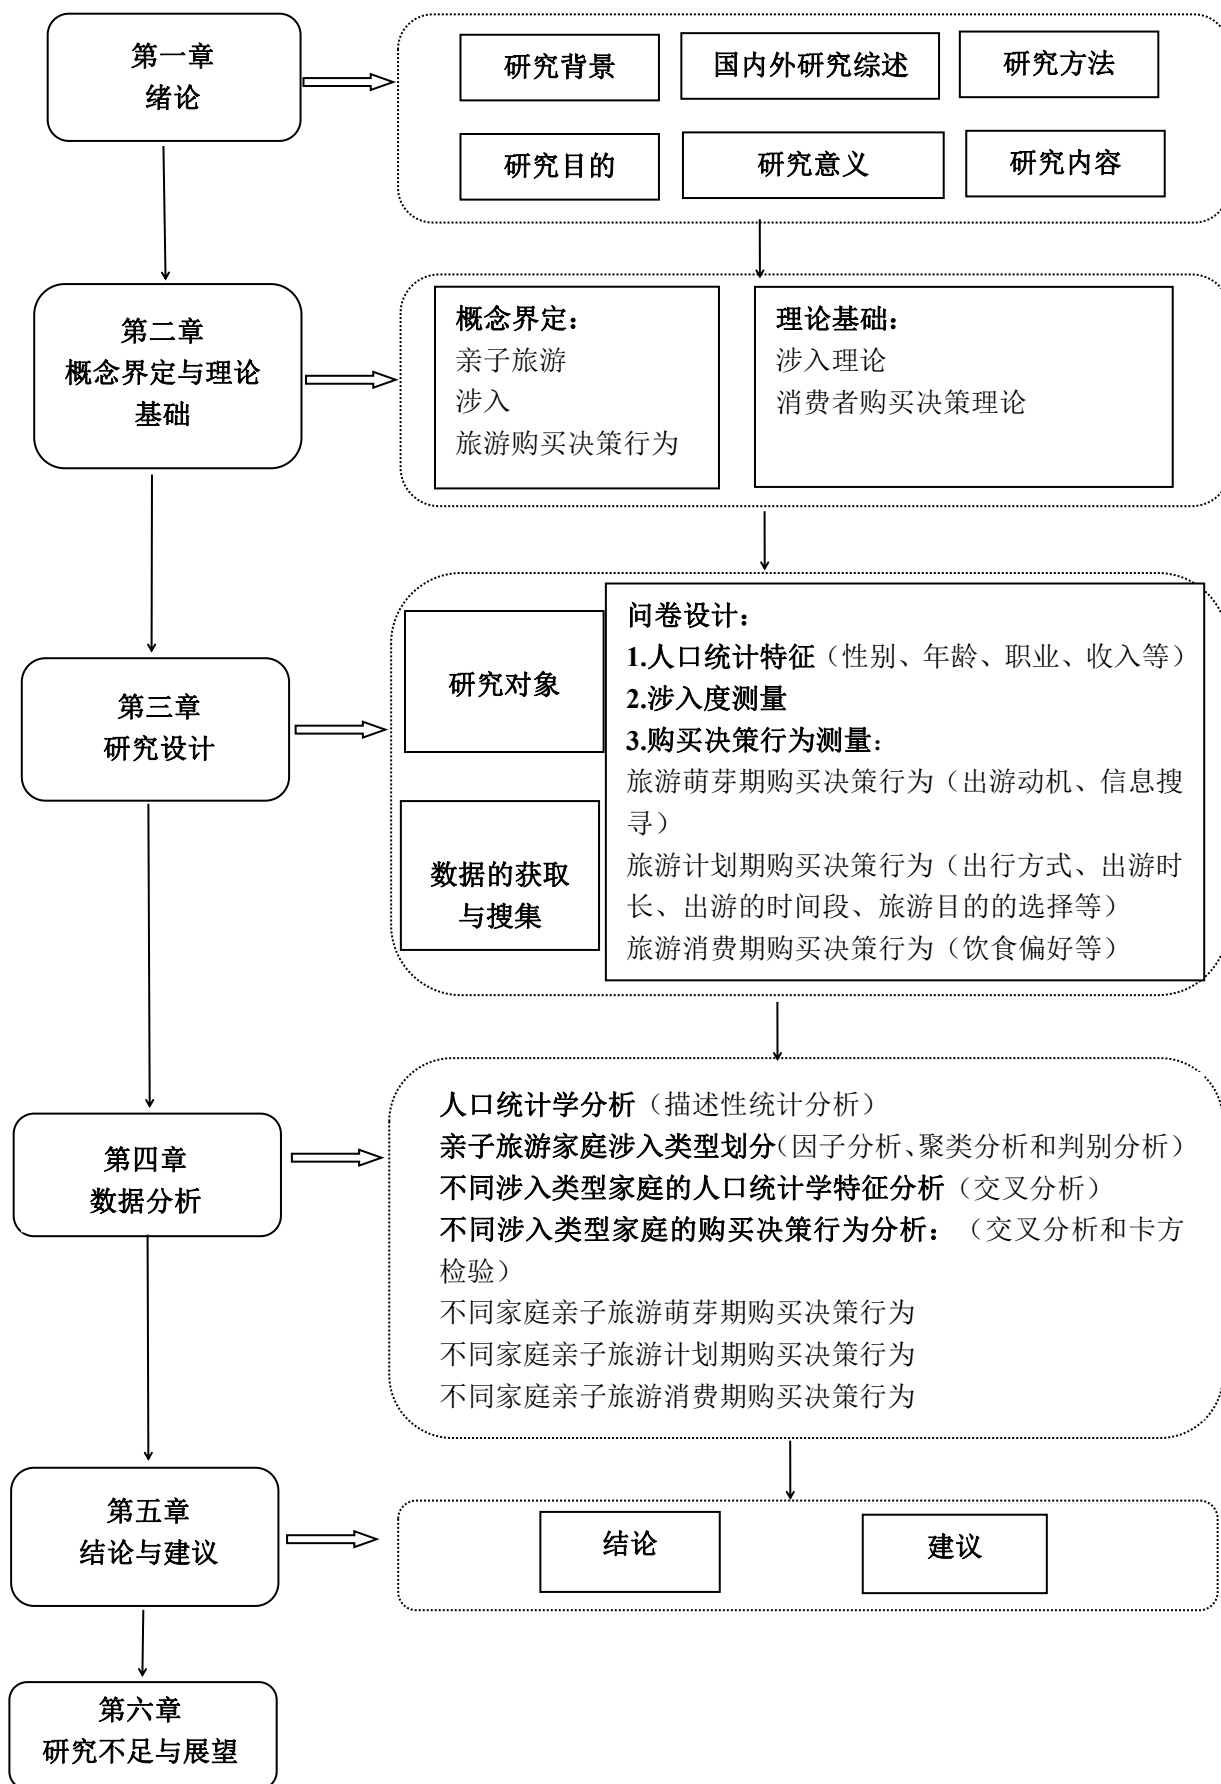 第一章
绪论
研究背景
国内外研究综述
研究方法
研究目的
研究意义
研究内容
第二章
概念界定与理论
基础
概念界定：
亲子旅游
涉入
旅游购买决策行为
理论基础：
涉入理论
消费者购买决策理论
第三章
研究设计
研究对象
数据的获取
与搜集
问卷设计：
1.人口统计特征（性别、年龄、职业、收入等）
2.涉入度测量
3.购买决策行为测量：
旅游萌芽期购买决策行为（出游动机、信息搜
寻）
旅游计划期购买决策行为（出行方式、出游时
长、出游的时间段、旅游目的的选择等）
旅游消费期购买决策行为（饮食偏好等）
第四章
数据分析
人口统计学分析（描述性统计分析）
亲子旅游家庭涉入类型划分（因子分析、聚类分析和判别分析）
不同涉入类型家庭的人口统计学特征分析（交叉分析）
不同涉入类型家庭的购买决策行为分析：（交叉分析和卡方
检验）
不同家庭亲子旅游萌芽期购买决策行为
不同家庭亲子旅游计划期购买决策行为
不同家庭亲子旅游消费期购买决策行为
第五章
结论与建议
结论
建议
第六章
研究不足与展望